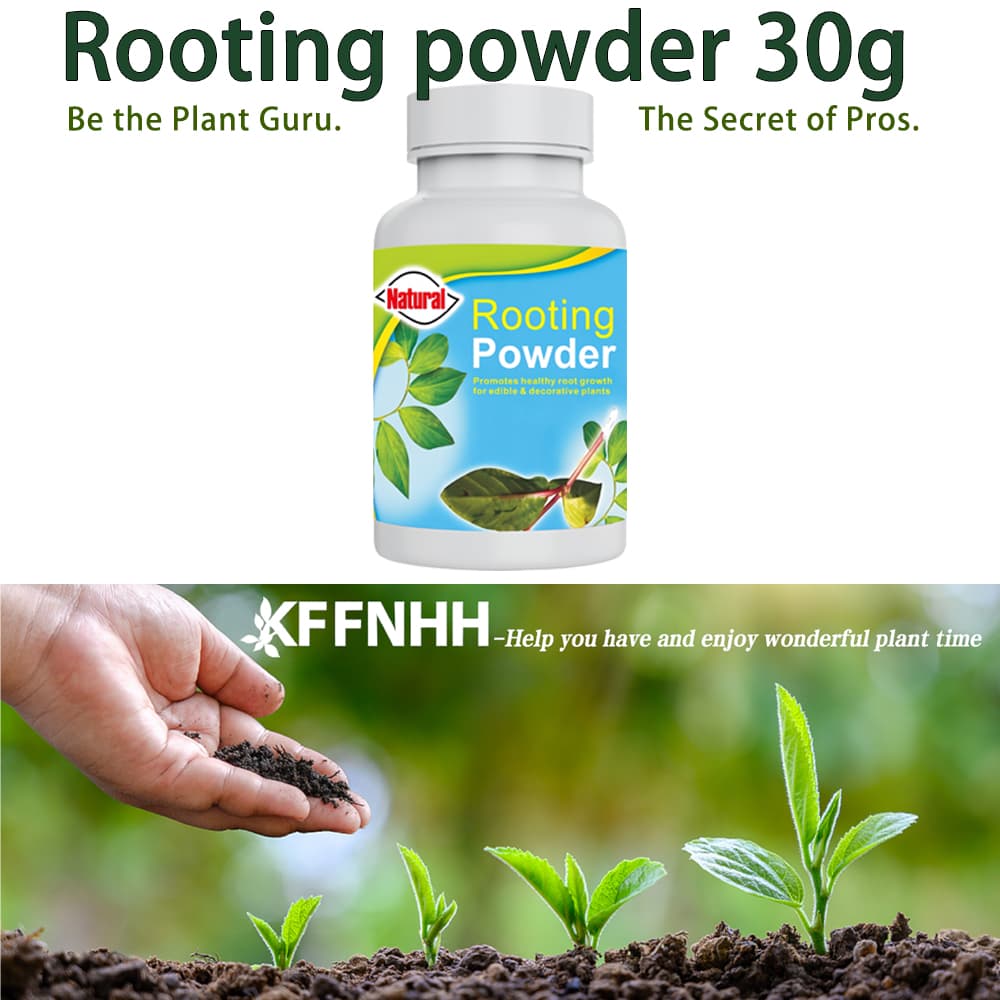 Rooting powder 30g
Be the Plant Guru.
The Secret of Pros.
Natural
Rooting
Powder
Promotes healthy root growth
for edible & decorative plants
KFFNHH-Help you have and enjoy wonderful plant time